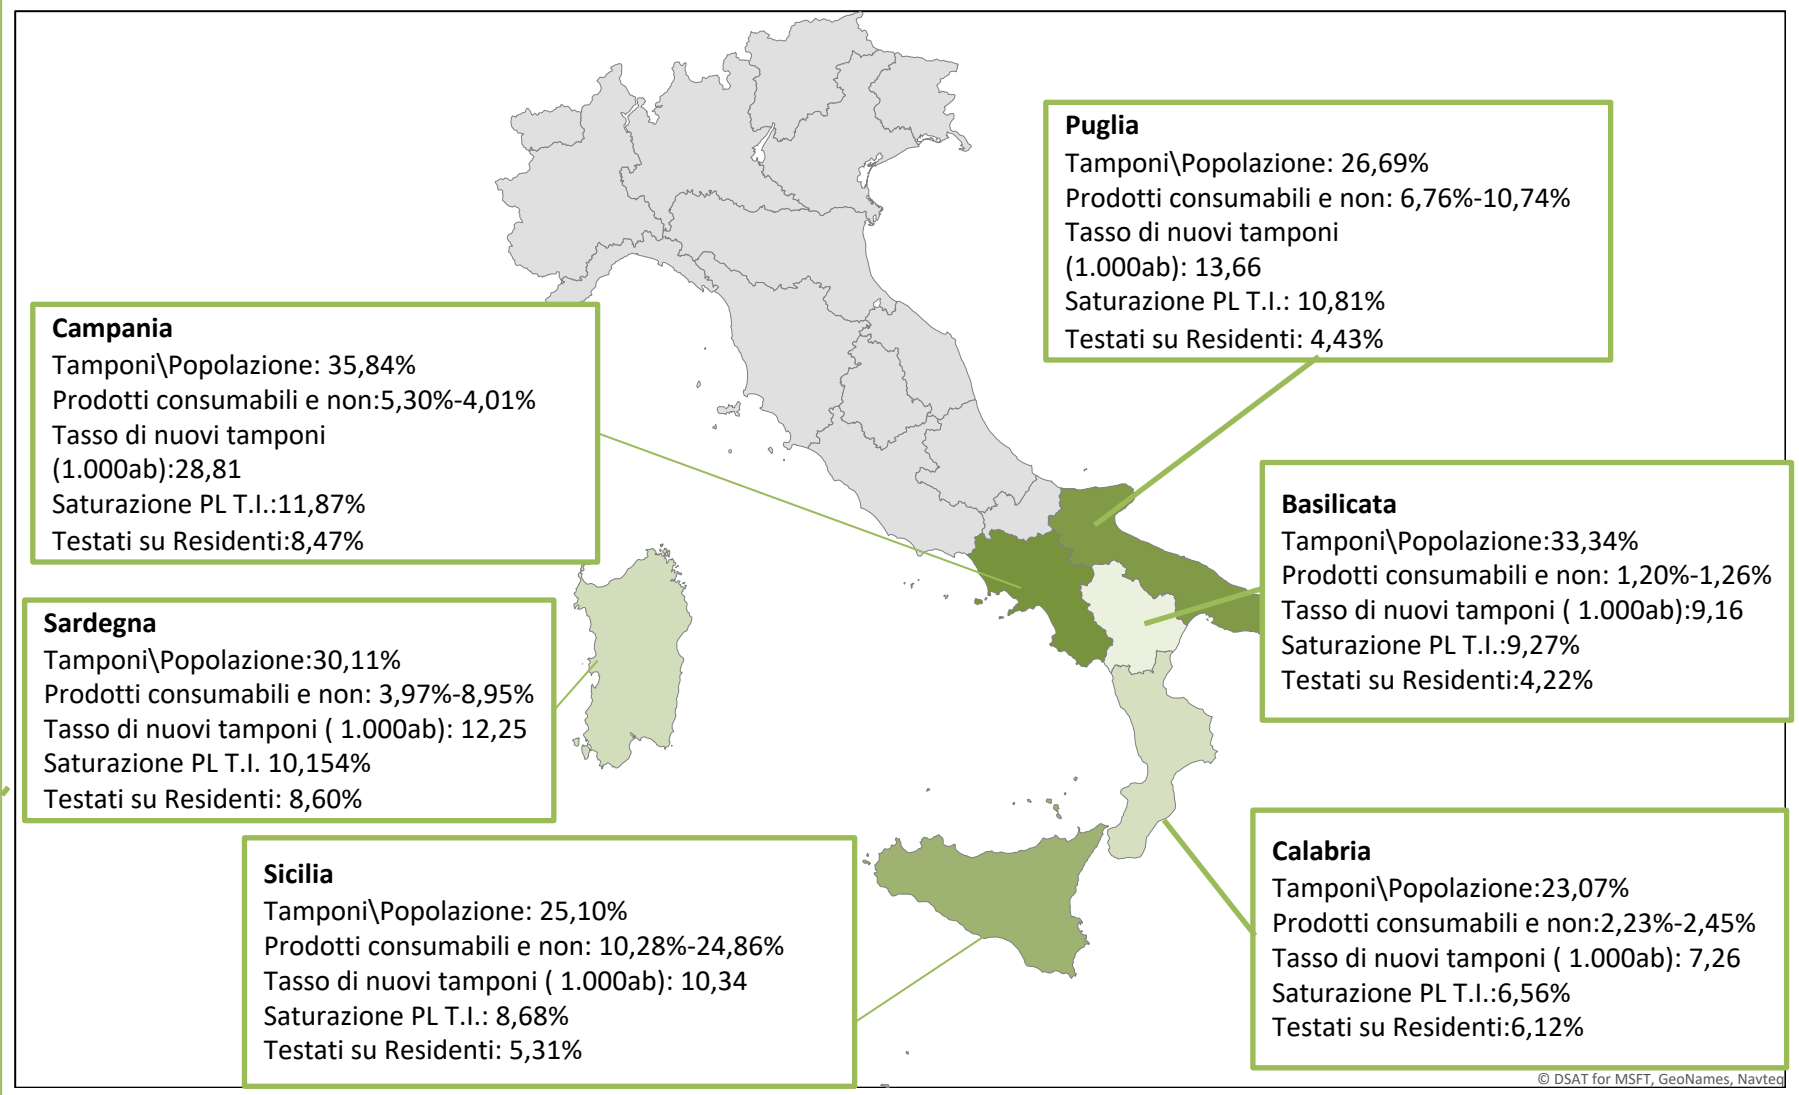 Puglia
Tamponi\Popolazione: 26,69%
Prodotti consumabili e non: 6,76%-10,74%
Tasso di nuovi tamponi
(1.000ab): 13,66
Saturazione PL T.I.: 10,81%
Testati su Residenti: 4,43%
Campania
Tamponi\Popolazione: 35,84%
Prodotti consumabili e non:5,30%-4,01%
Tasso di nuovi tamponi
(1.000ab):28,81
Saturazione PL T.I.:11,87%
Testati su Residenti:8,47%
Basilicata
Tamponi\Popolazione:33,34%
Prodotti consumabili e non: 1,20%-1,26%
Tasso di nuovi tamponi ( 1.000ab):9,16
Saturazione PL T.I.:9,27%
Testati su Residenti:4,22%
Sardegna
Tamponi\Popolazione:30,11%
Prodotti consumabili e non: 3,97%-8,95%
Tasso di nuovi tamponi ( 1.000ab): 12,25
Saturazione PL T.I. 10,154%
Testati su Residenti: 8,60%
Sicilia
Tamponi\Popolazione: 25,10%
Prodotti consumabili e non: 10,28%-24,86%
Tasso di nuovi tamponi ( 1.000ab): 10,34
Saturazione PL T.I.: 8,68%
Testati su Residenti: 5,31%
Calabria
Tamponi\Popolazione:23,07%
Prodotti consumabili e non:2,23%-2,45%
Tasso di nuovi tamponi ( 1.000ab): 7,26
Saturazione PL T.I.:6,56%
Testati su Residenti:6,12%
© DSAT for MSFT, GeoNames, Navteq